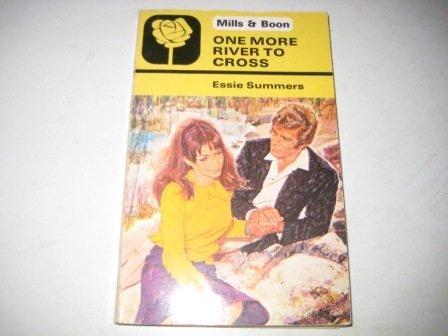 Mills & Boon
ONE MORE
RIVER TO
CROSS
Essie Summers